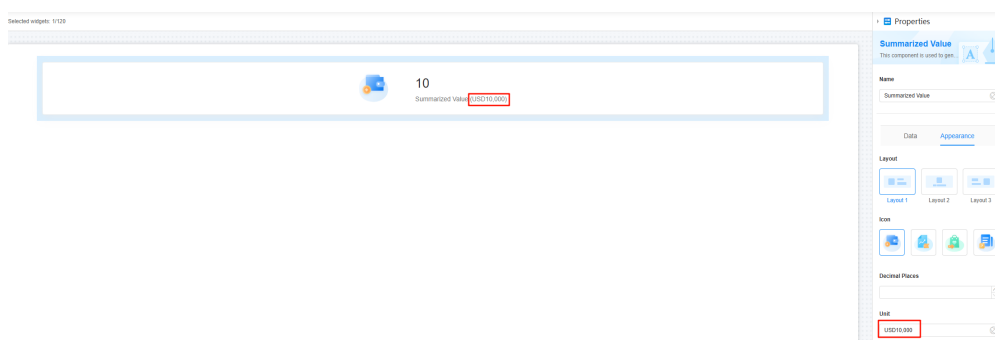 Selected widgets: 1/120
Properties
Summarized Value
This component is used to gen...
A
Name
Summarized Value
10
Summarized Value (USD10,000)
Data Appearance
Layout
Layout 1 Layout 2 Layout 3
Icon
Decimal Places
Unit
USD10,000